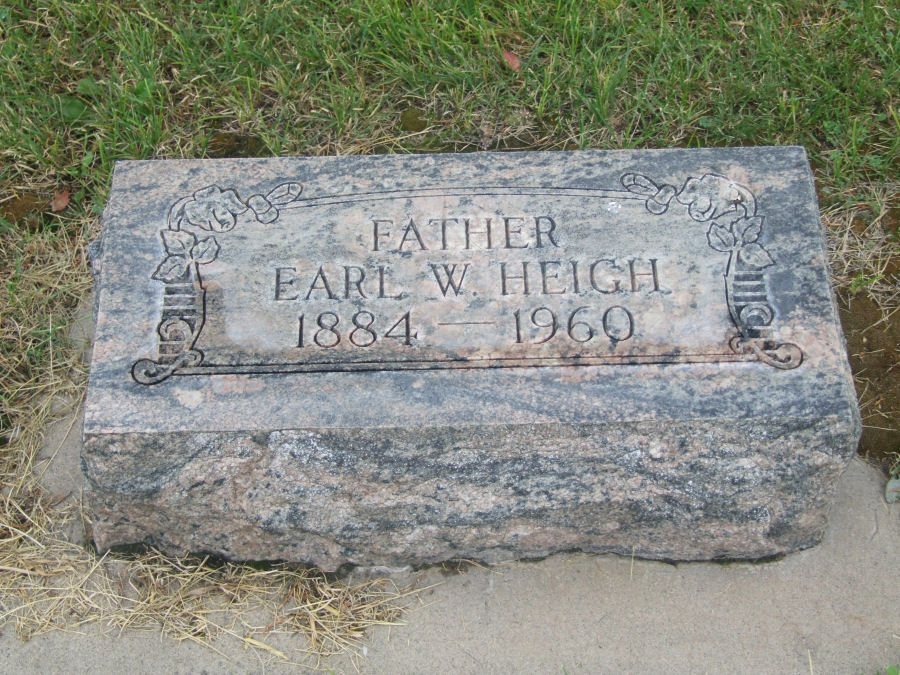 FATHER
EARL W. HEIGH
1884 — 1960